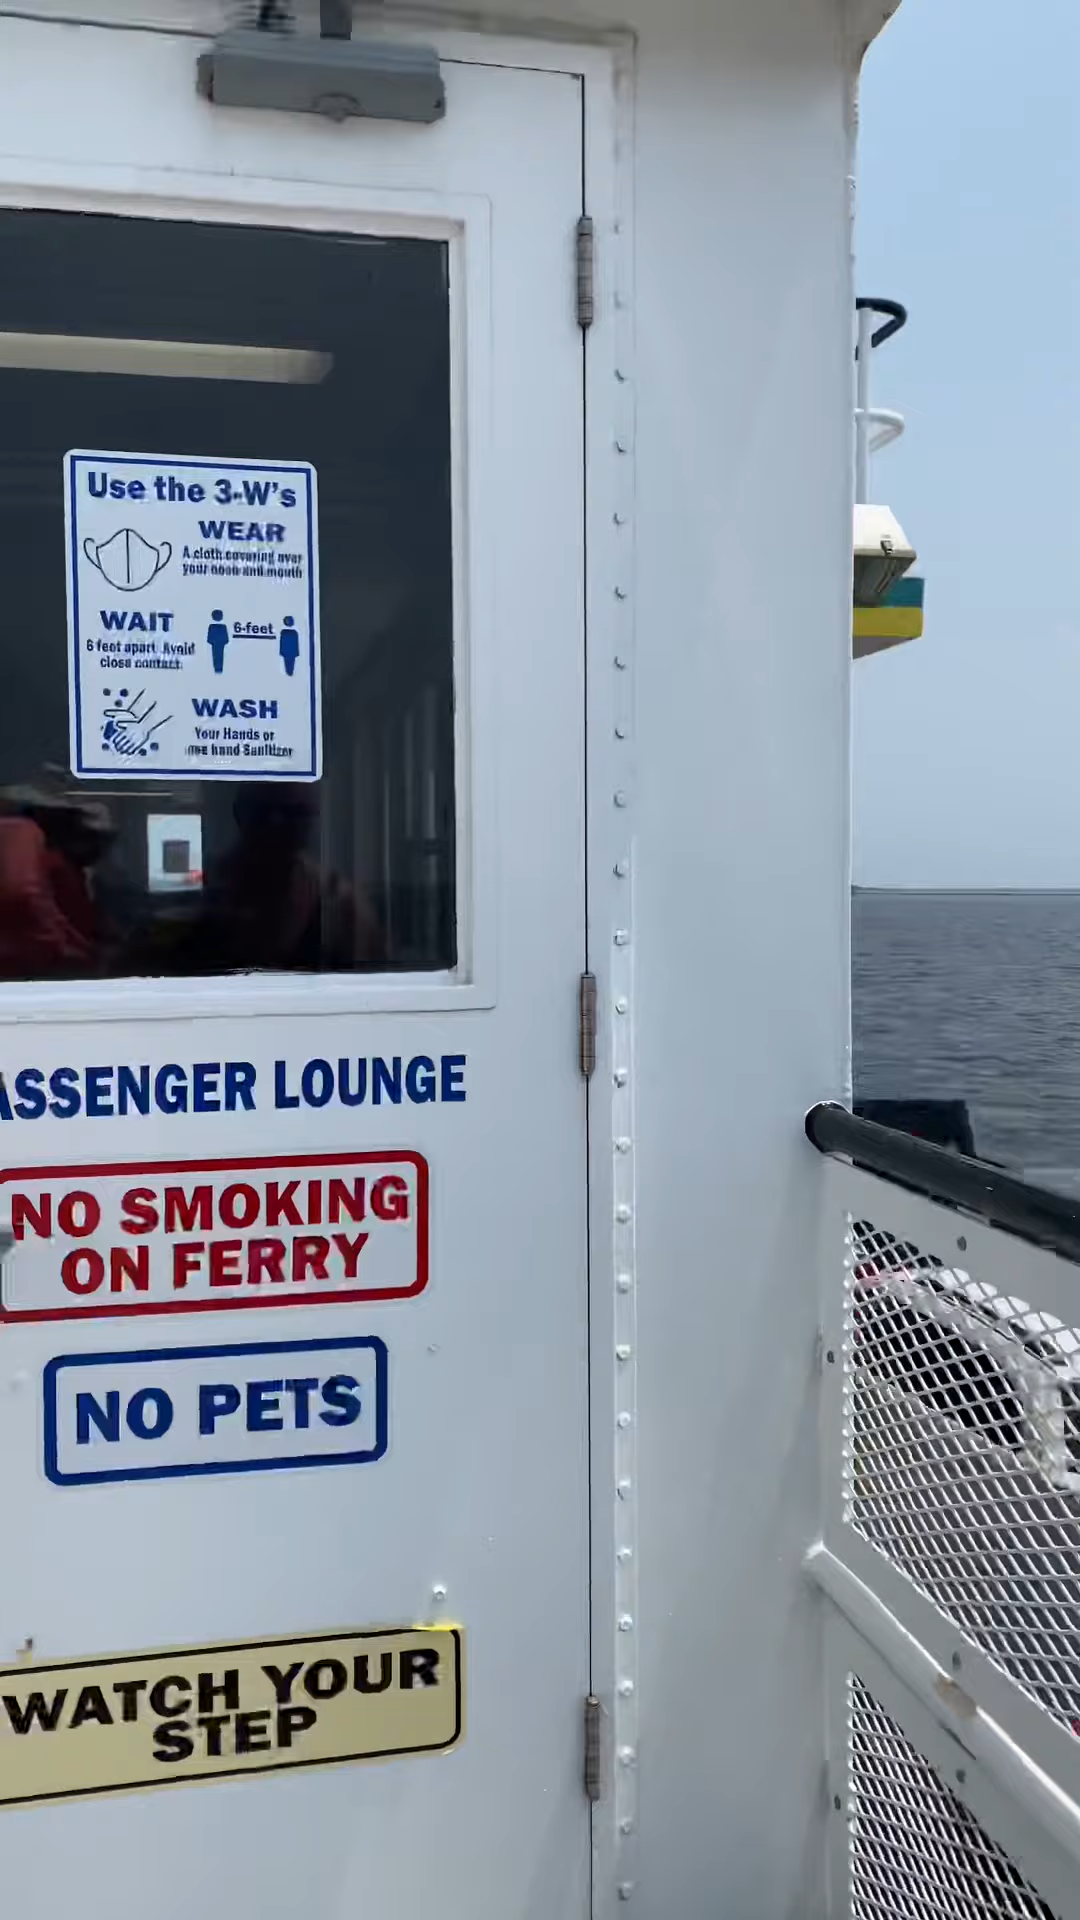 Use the 3-W's
WEAR
A cloth covering over
your nose and mouth
WAIT
6 feet apart. Avoid
close contact.
6-feet
WASH
Your Hands or
use hand Sanitizer
ASSENGER LOUNGE
NO SMOKING
ON FERRY
NO PETS
WATCH YOUR
STEP